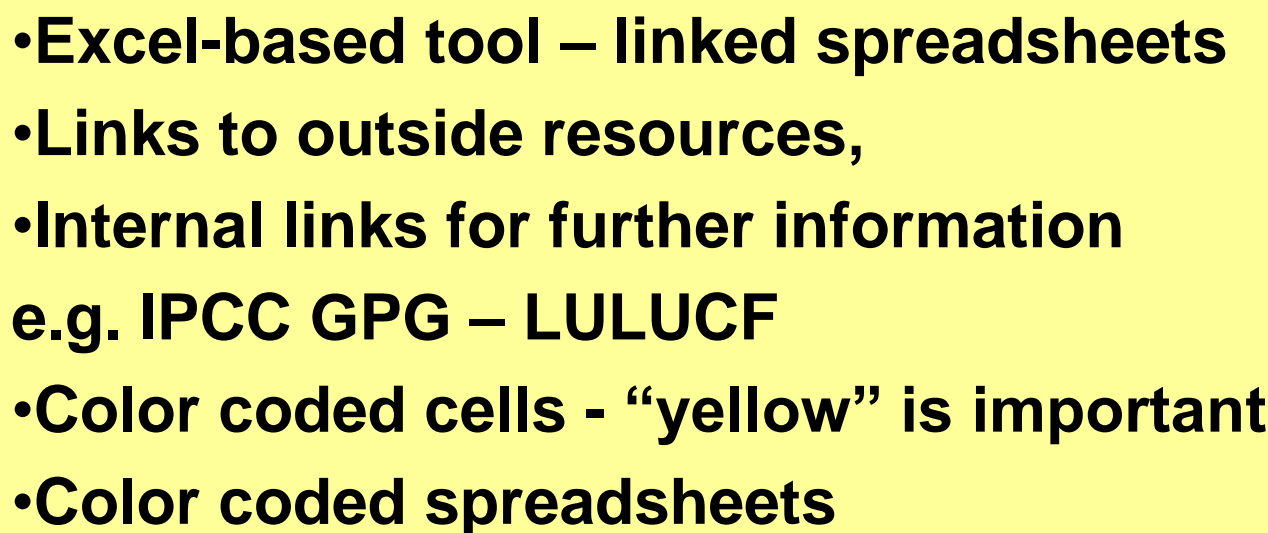 •Excel-based tool – linked spreadsheets
•Links to outside resources,
•Internal links for further information
e.g. IPCC GPG – LULUCF
•Color coded cells - “yellow” is important
•Color coded spreadsheets